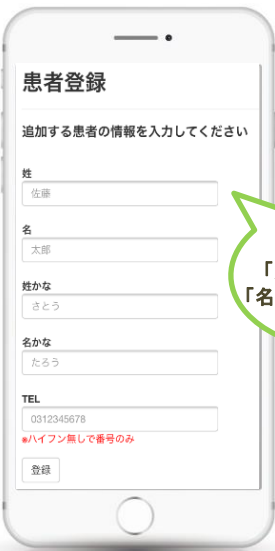 患者登録
追加する患者の情報を入力してください
姓
佐藤
名
太郎
姓かな
さとう
名かな
たろう
TEL
0312345678
※ハイフン無しで番号のみ
登録
「
「名